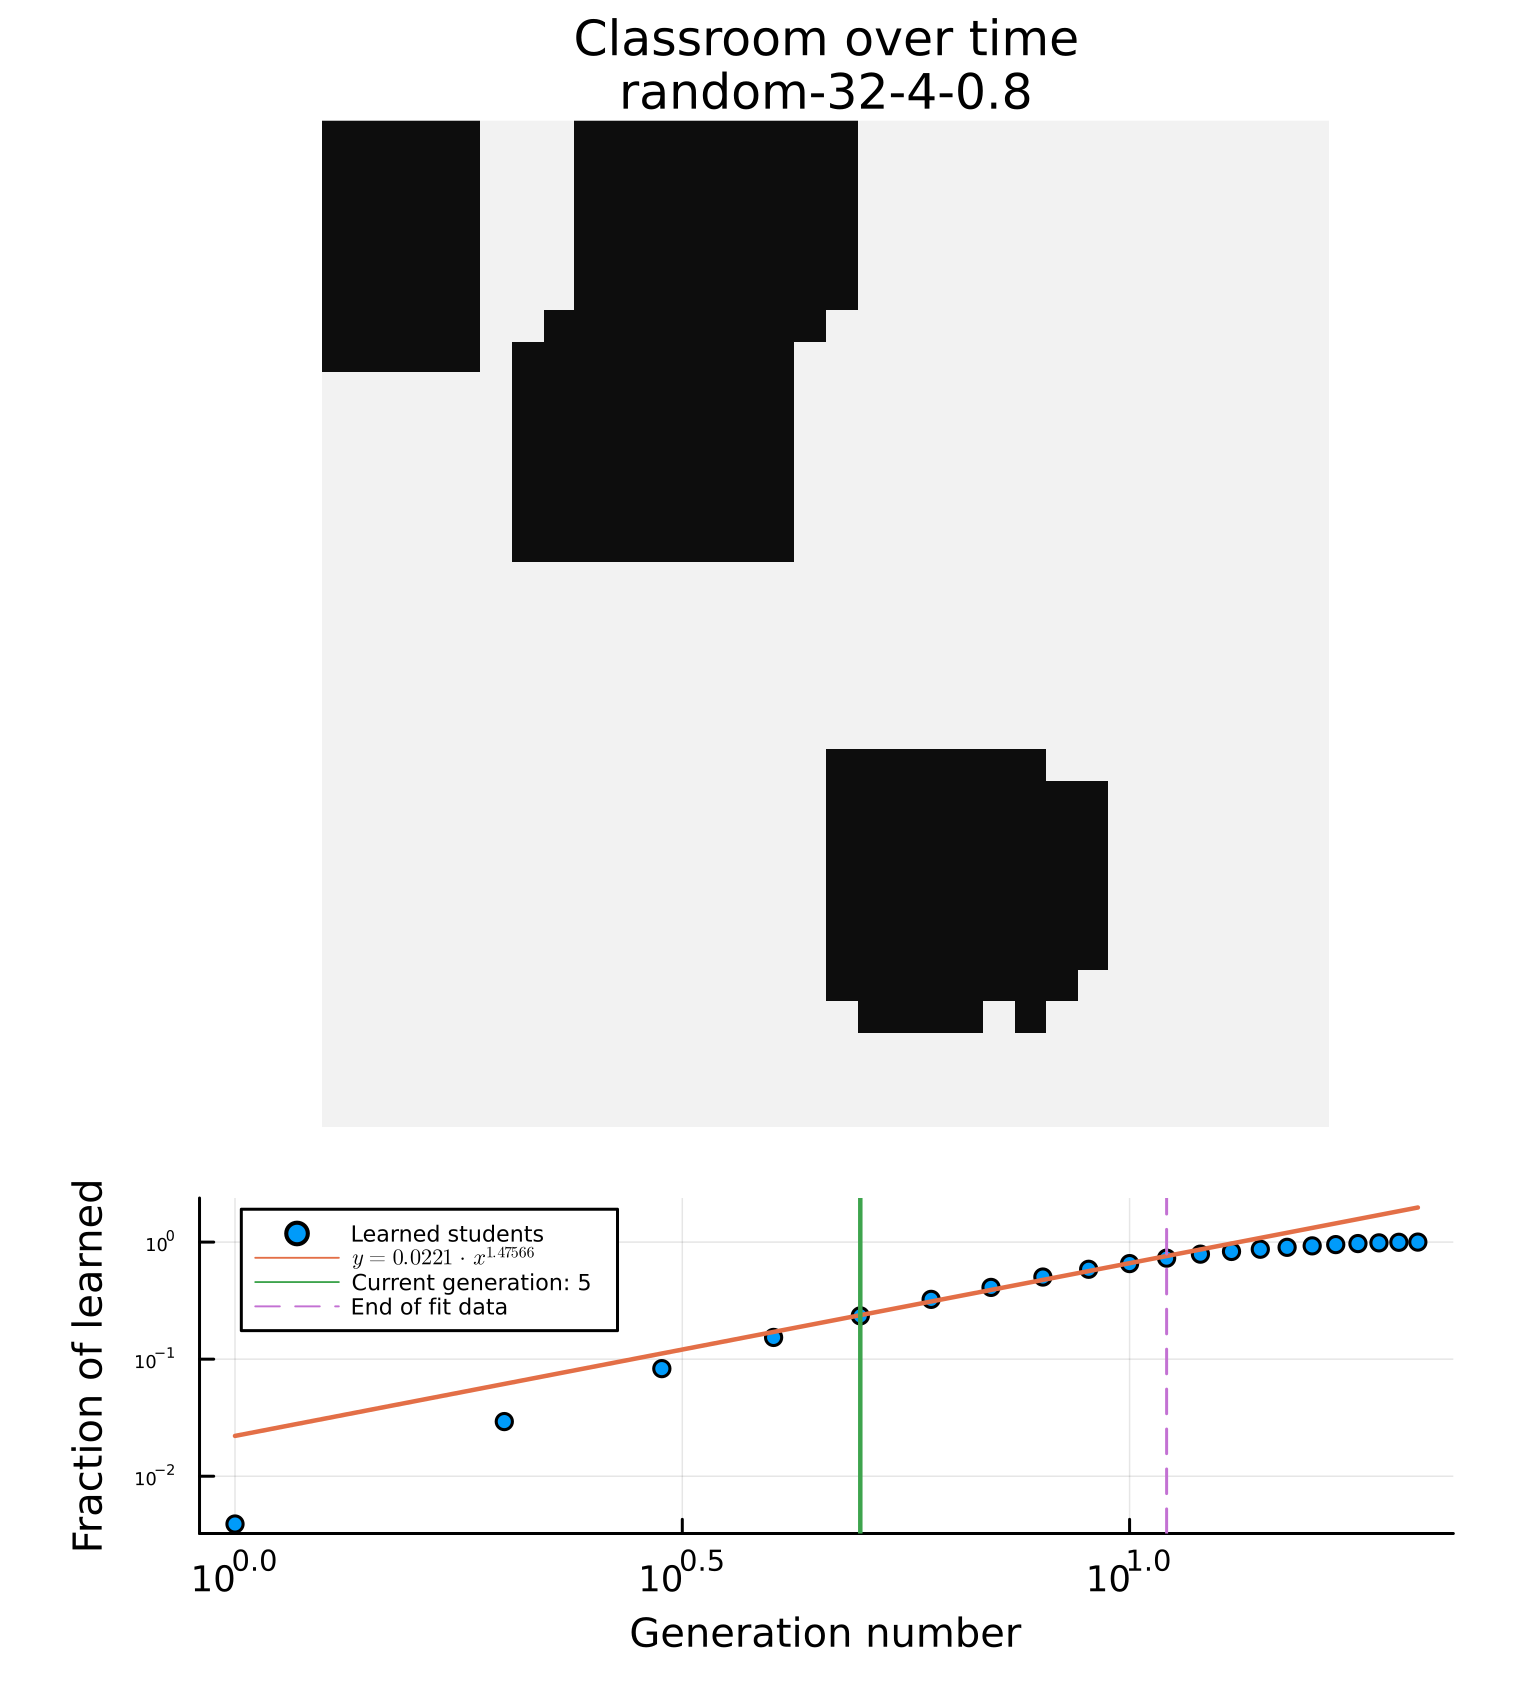 Classroom over time
random-32-4-0.8
Fraction of learned
Learned students
y = 0.0221 · x^1.47566
Current generation: 5
End of fit data
10^0
10^−1
10^−2
10^0.0 10^0.5 10^1.0
Generation number